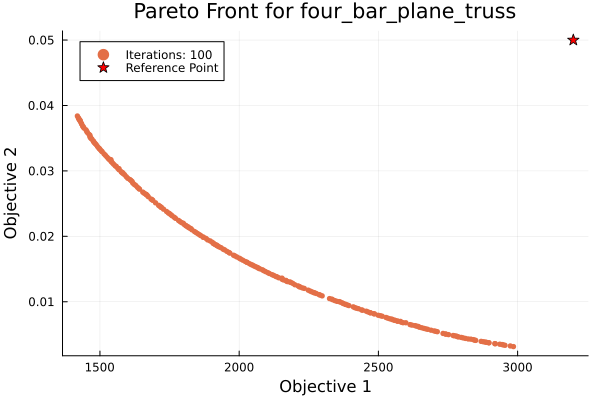 Pareto Front for four_bar_plane_truss
Iterations: 100
Reference Point
Objective 2
0.05
0.04
0.03
0.02
0.01
1500
2000
2500
3000
Objective 1